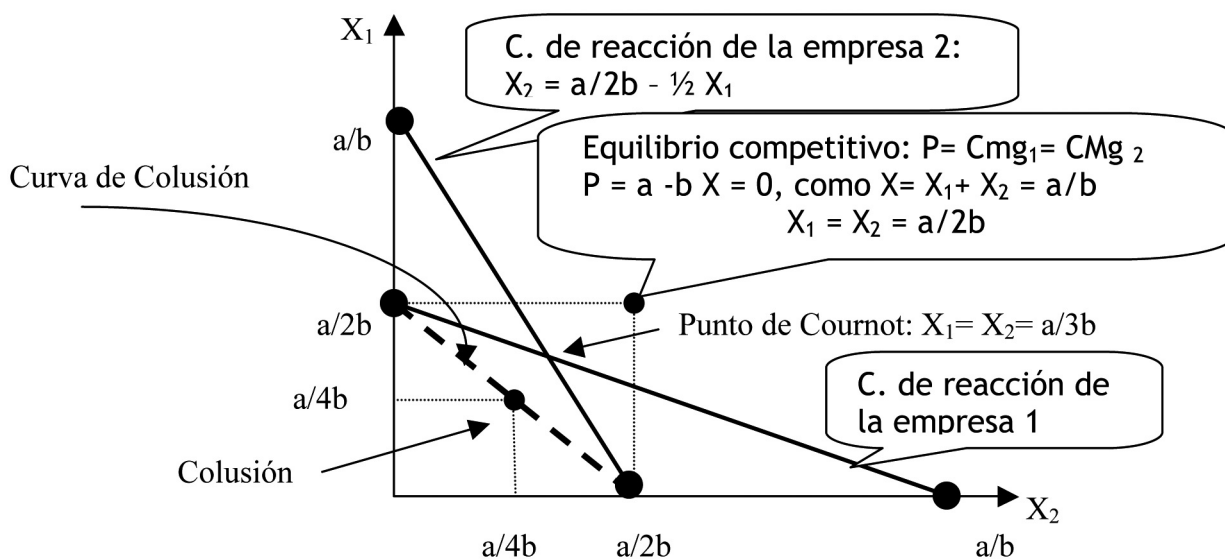 X₁
C. de reacción de la empresa 2:
X₂ = a/2b – ½ X₁
a/b
Equilibrio competitivo: P= Cmg₁= CMg ₂
P = a -b X = 0, como X= X₁+ X₂ = a/b
X₁ = X₂ = a/2b
Curva de Colusión
a/2b
Punto de Cournot: X₁= X₂= a/3b
a/4b
C. de reacción de
la empresa 1
Colusión
X₂
a/4b
a/2b
a/b